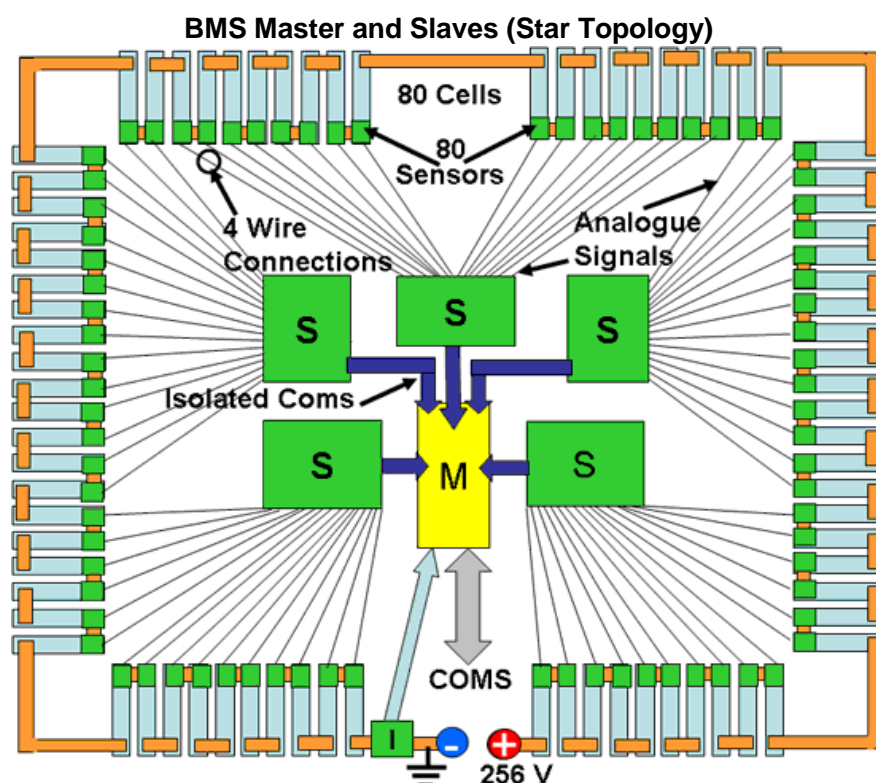 BMS Master and Slaves (Star Topology)
80 Cells
80
Sensors
4 Wire
Connections
Analogue
Signals
S
S
S
Isolated Coms
S
M
S
COMS
I
-
+
256 V